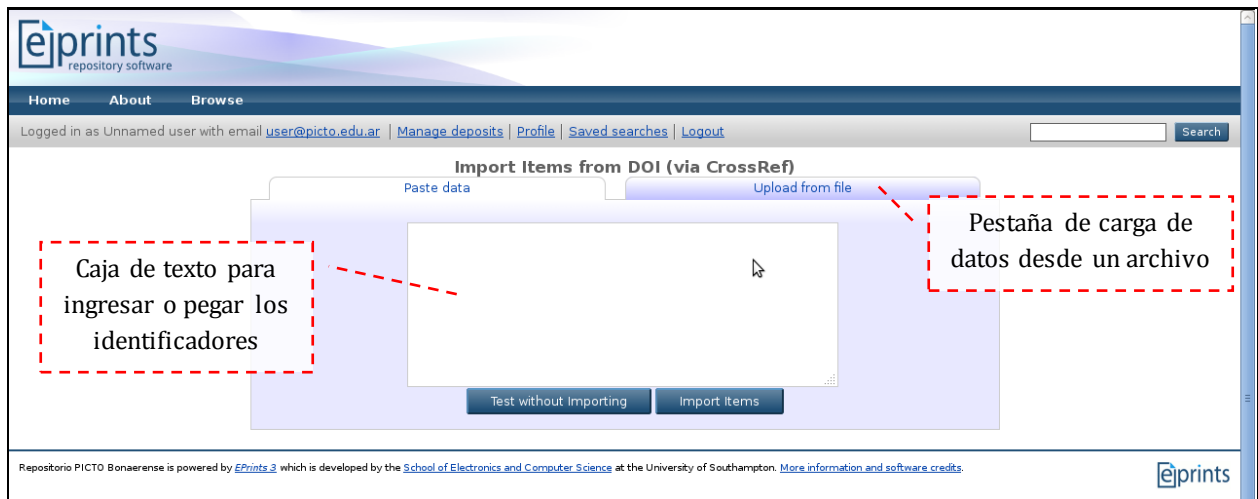 eprints
repository software
Home About Browse
Logged in as Unnamed user with email user@picto.edu.ar | Manage deposits | Profile | Saved searches | Logout Search
Import Items from DOI (via CrossRef)
Paste data Upload from file
Pestaña de carga de
datos desde un archivo
Caja de texto para
ingresar o pegar los
identificadores
Test without Importing Import Items
Repositorio PICTO Bonaerense is powered by EPrints 3 which is developed by the School of Electronics and Computer Science at the University of Southampton. More information and software credits.
eprints